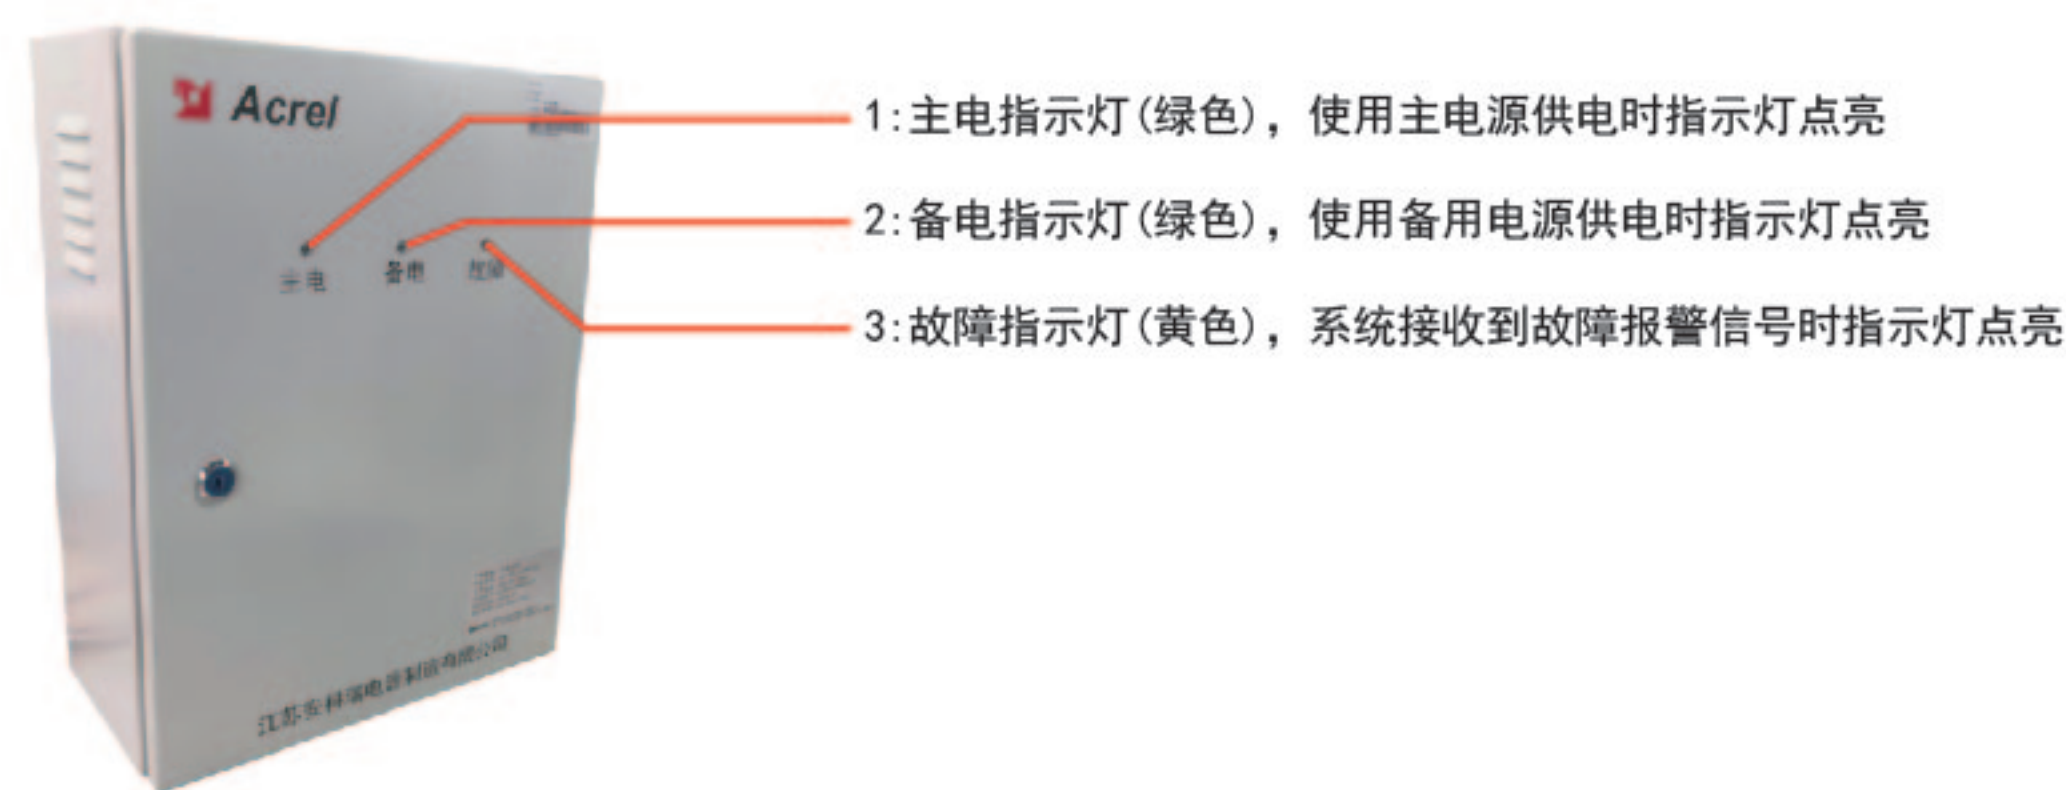 Acrel
1:主电指示灯(绿色),使用主电源供电时指示灯点亮
2:备电指示灯(绿色),使用备用电源供电时指示灯点亮
主电 备电 故障
3:故障指示灯(黄色),系统接收到故障报警信号时指示灯点亮
江苏安科瑞电器制造有限公司